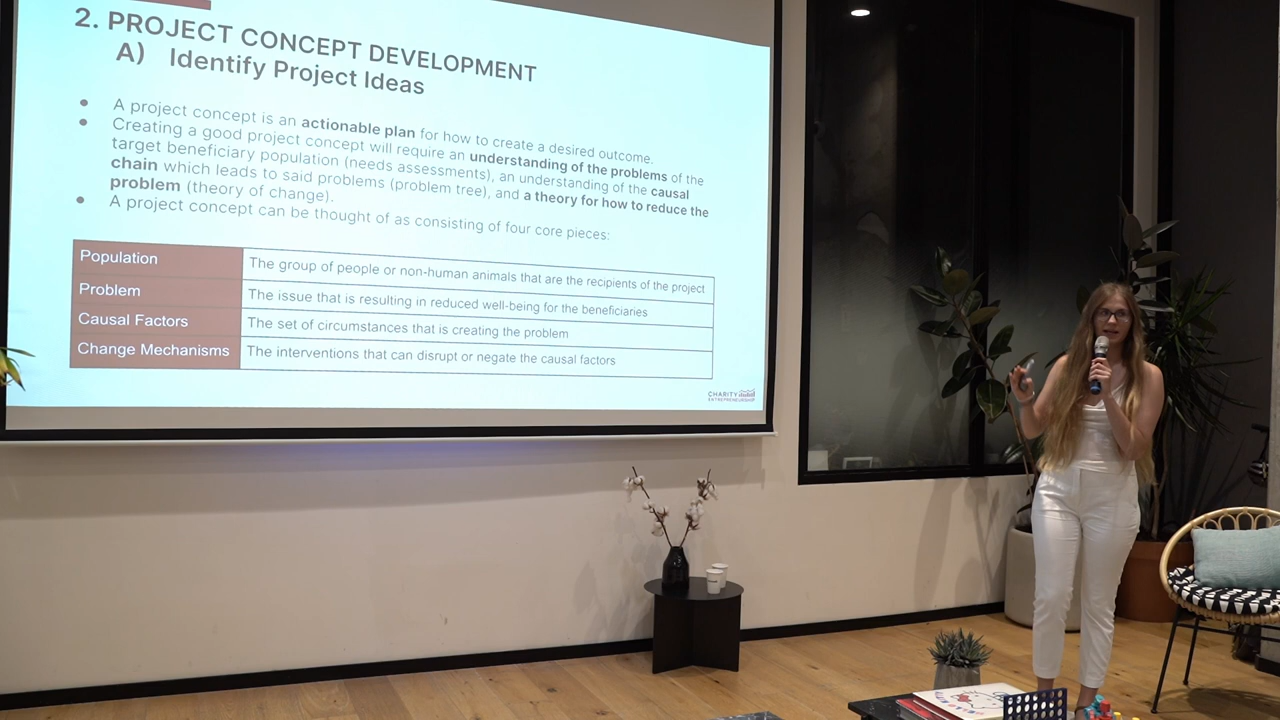 2. PROJECT CONCEPT DEVELOPMENT
A) Identify Project Ideas
● A project concept is an actionable plan for how to create a desired outcome.
● Creating a good project concept will require an understanding of the problems of the
target beneficiary population (needs assessments), an understanding of the causal
chain which leads to said problems (problem tree), and a theory for how to reduce the
problem (theory of change).
● A project concept can be thought of as consisting of four core pieces:
Population The group of people or non-human animals that are the recipients of the project
Problem The issue that is resulting in reduced well-being for the beneficiaries
Causal Factors The set of circumstances that is creating the problem
Change Mechanisms The interventions that can disrupt or negate the causal factors
CHARITY
ENTREPRENEURSHIP